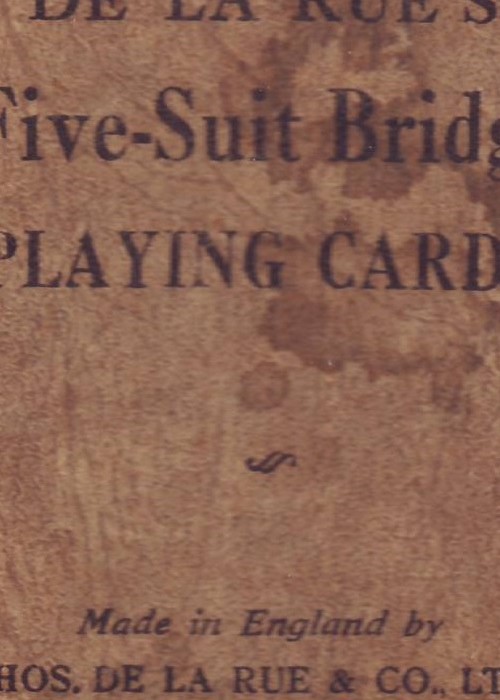 DE LA RUE'S
Five-Suit Bridg
PLAYING CARD
Made in England by
HOS. DE LA RUE & CO., LT